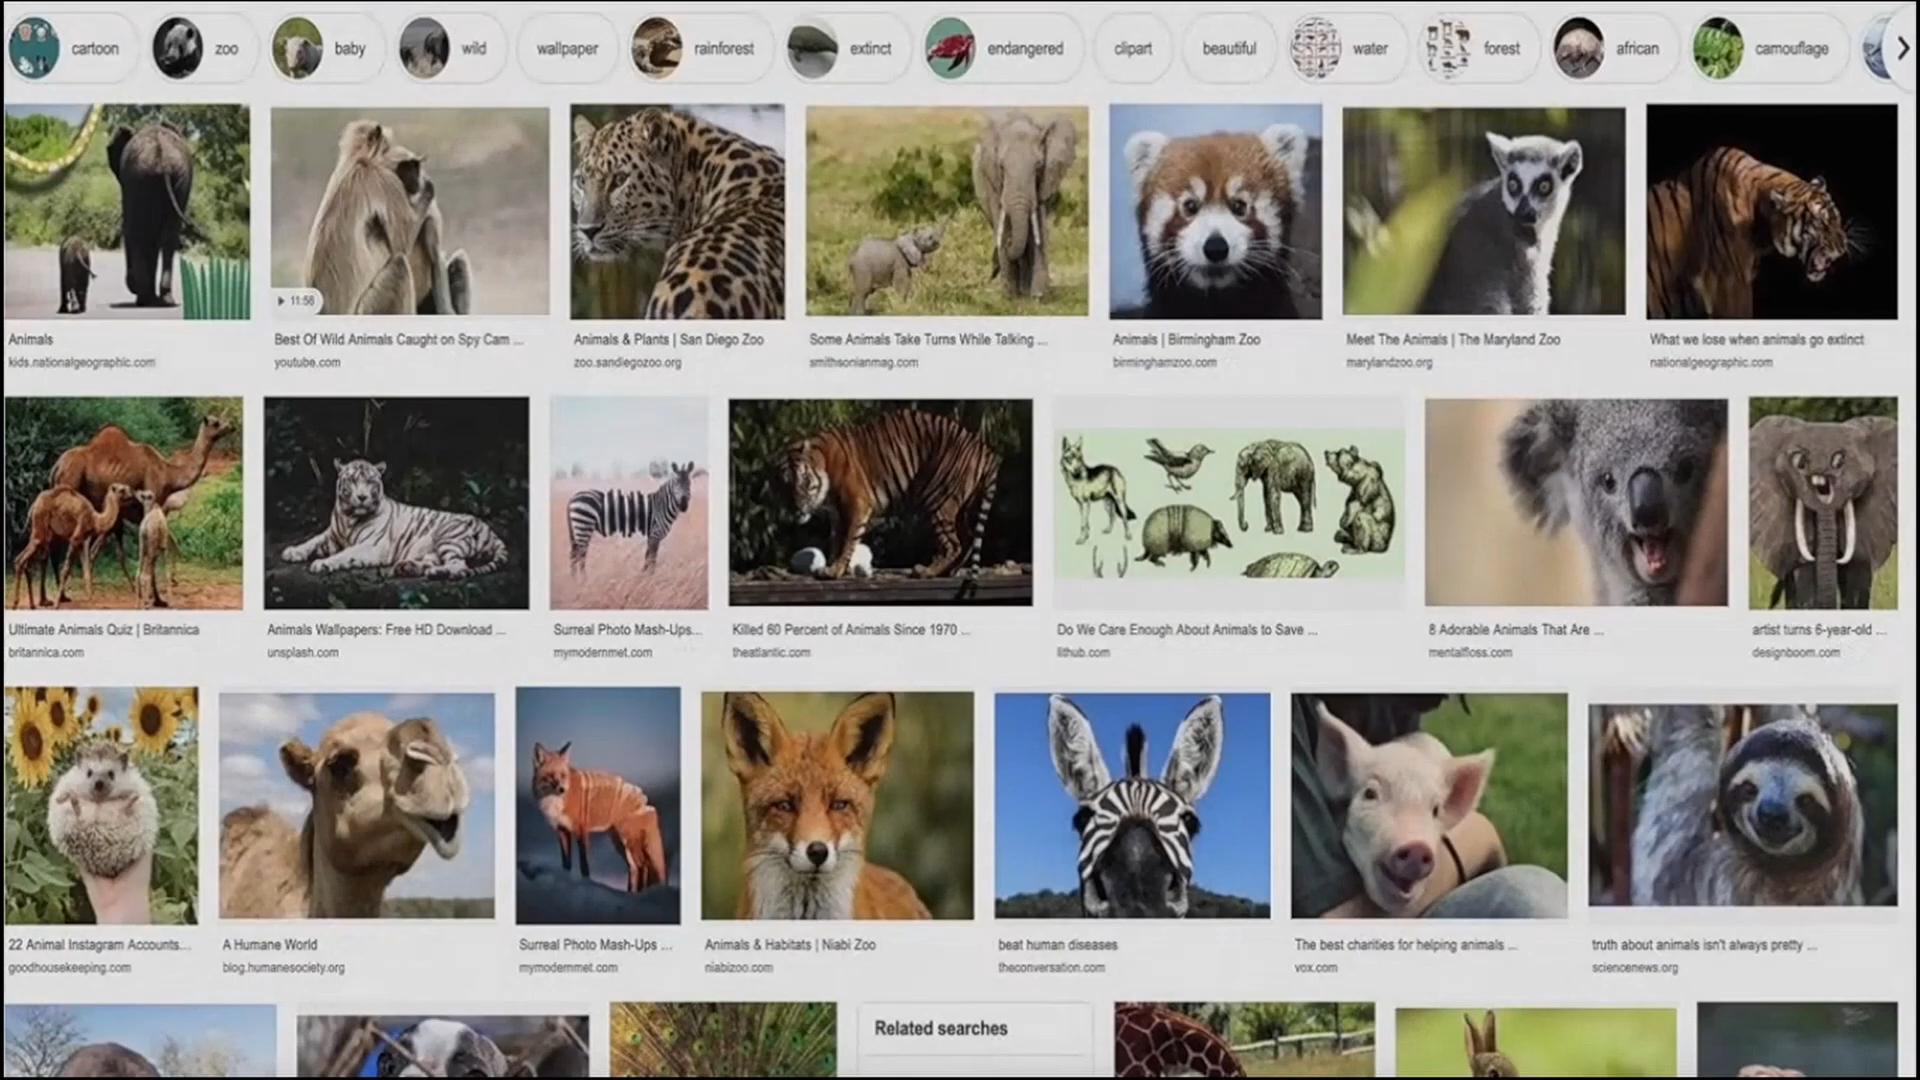 cartoon
zoo
baby
wild
wallpaper
rainforest
extinct
endangered
clipart
beautiful
water
forest
african
camouflage
Animals
kids.nationalgeographic.com
11:58
Best Of Wild Animals Caught on Spy Cam ...
youtube.com
Animals & Plants | San Diego Zoo
zoo.sandiegozoo.org
Some Animals Take Turns While Talking ...
smithsonianmag.com
Animals | Birmingham Zoo
birminghamzoo.com
Meet The Animals | The Maryland Zoo
marylandzoo.org
What we lose when animals go extinct
nationalgeographic.com
Ultimate Animals Quiz | Britannica
britannica.com
Animals Wallpapers: Free HD Download ...
unsplash.com
Surreal Photo Mash-Ups...
mymodernmet.com
Killed 60 Percent of Animals Since 1970 ...
theatlantic.com
Do We Care Enough About Animals to Save ...
lithub.com
8 Adorable Animals That Are ...
mentalfloss.com
artist turns 6-year-old ...
designboom.com
22 Animal Instagram Accounts...
goodhousekeeping.com
A Humane World
blog.humanesociety.org
Surreal Photo Mash-Ups ...
mymodernmet.com
Animals & Habitats | Niabi Zoo
niabizoo.com
beat human diseases
theconversation.com
The best charities for helping animals ...
vox.com
truth about animals isn't always pretty ...
sciencenews.org
Related searches